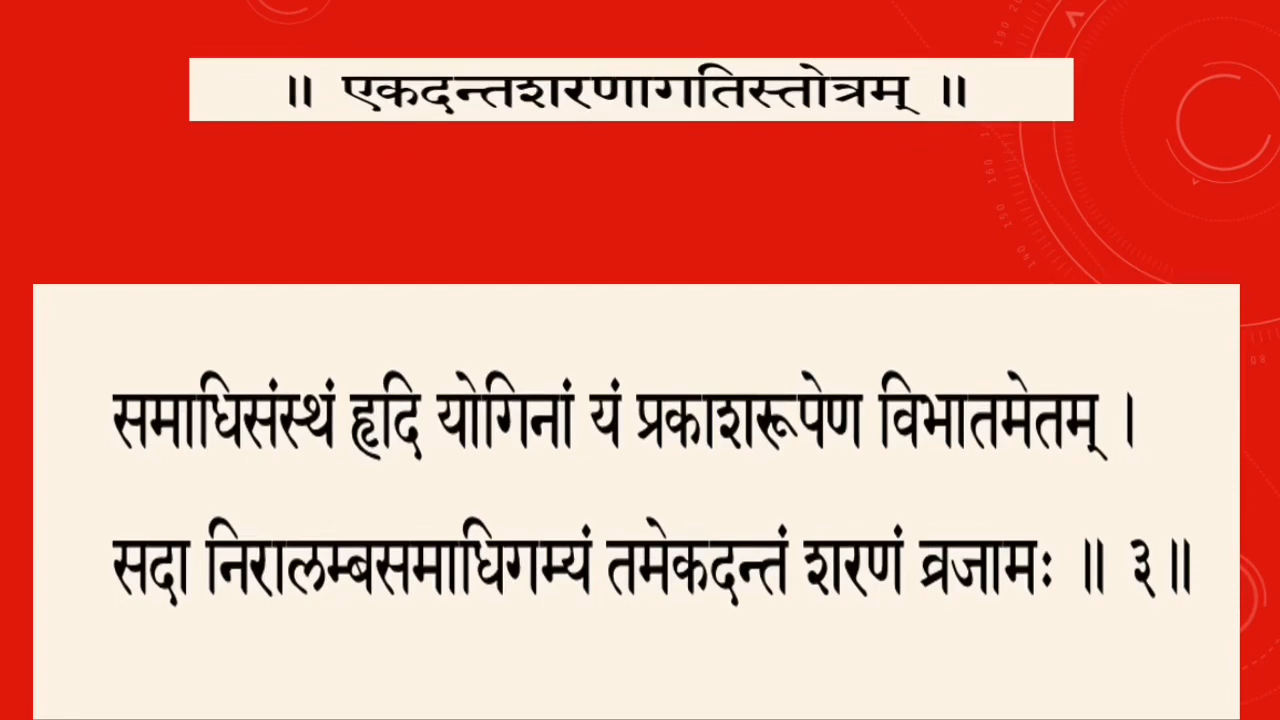 ॥ एकदन्तशरणागतिस्तोत्रम् ॥
समाधिसंस्थं हृदि योगिनां यं प्रकाशरूपेण विभातमेतम् ।
सदा निरालम्बसमाधिगम्यं तमेकदन्तं शरणं व्रजामः ॥ ३॥